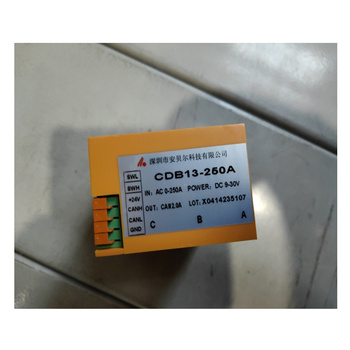 深圳市安贝尔科技有限公司
CDB13-250A
SWL
SWH
+24V
CANH
CANL
GND
IN: AC 0-250A POWER: DC 9-30V
OUT: CAN2.0A LOT: X0414235107
C B A